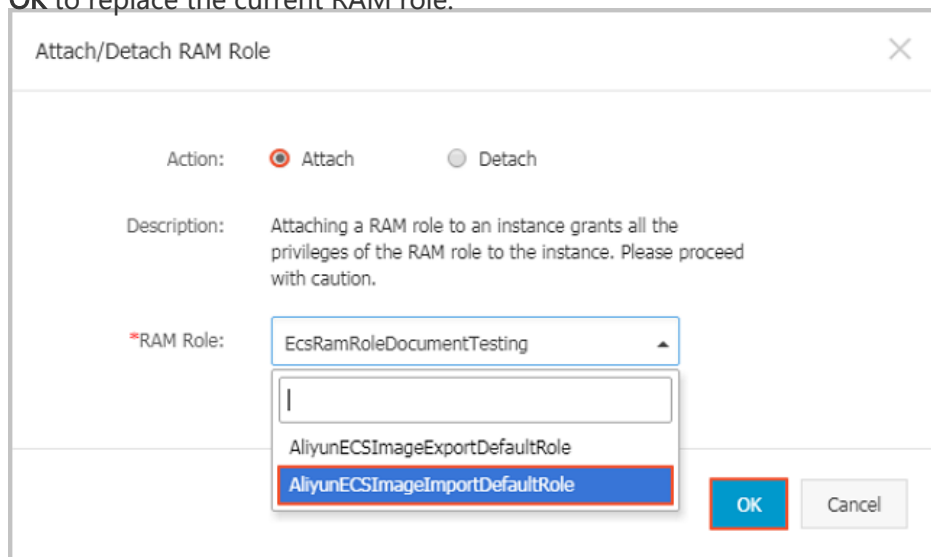 OK to replace the current RAM role.
Attach/Detach RAM Role
Action: Attach Detach
Description: Attaching a RAM role to an instance grants all the
privileges of the RAM role to the instance. Please proceed
with caution.
*RAM Role: EcsRamRoleDocumentTesting
AliyunECSImageExportDefaultRole
AliyunECSImageImportDefaultRole
OK Cancel